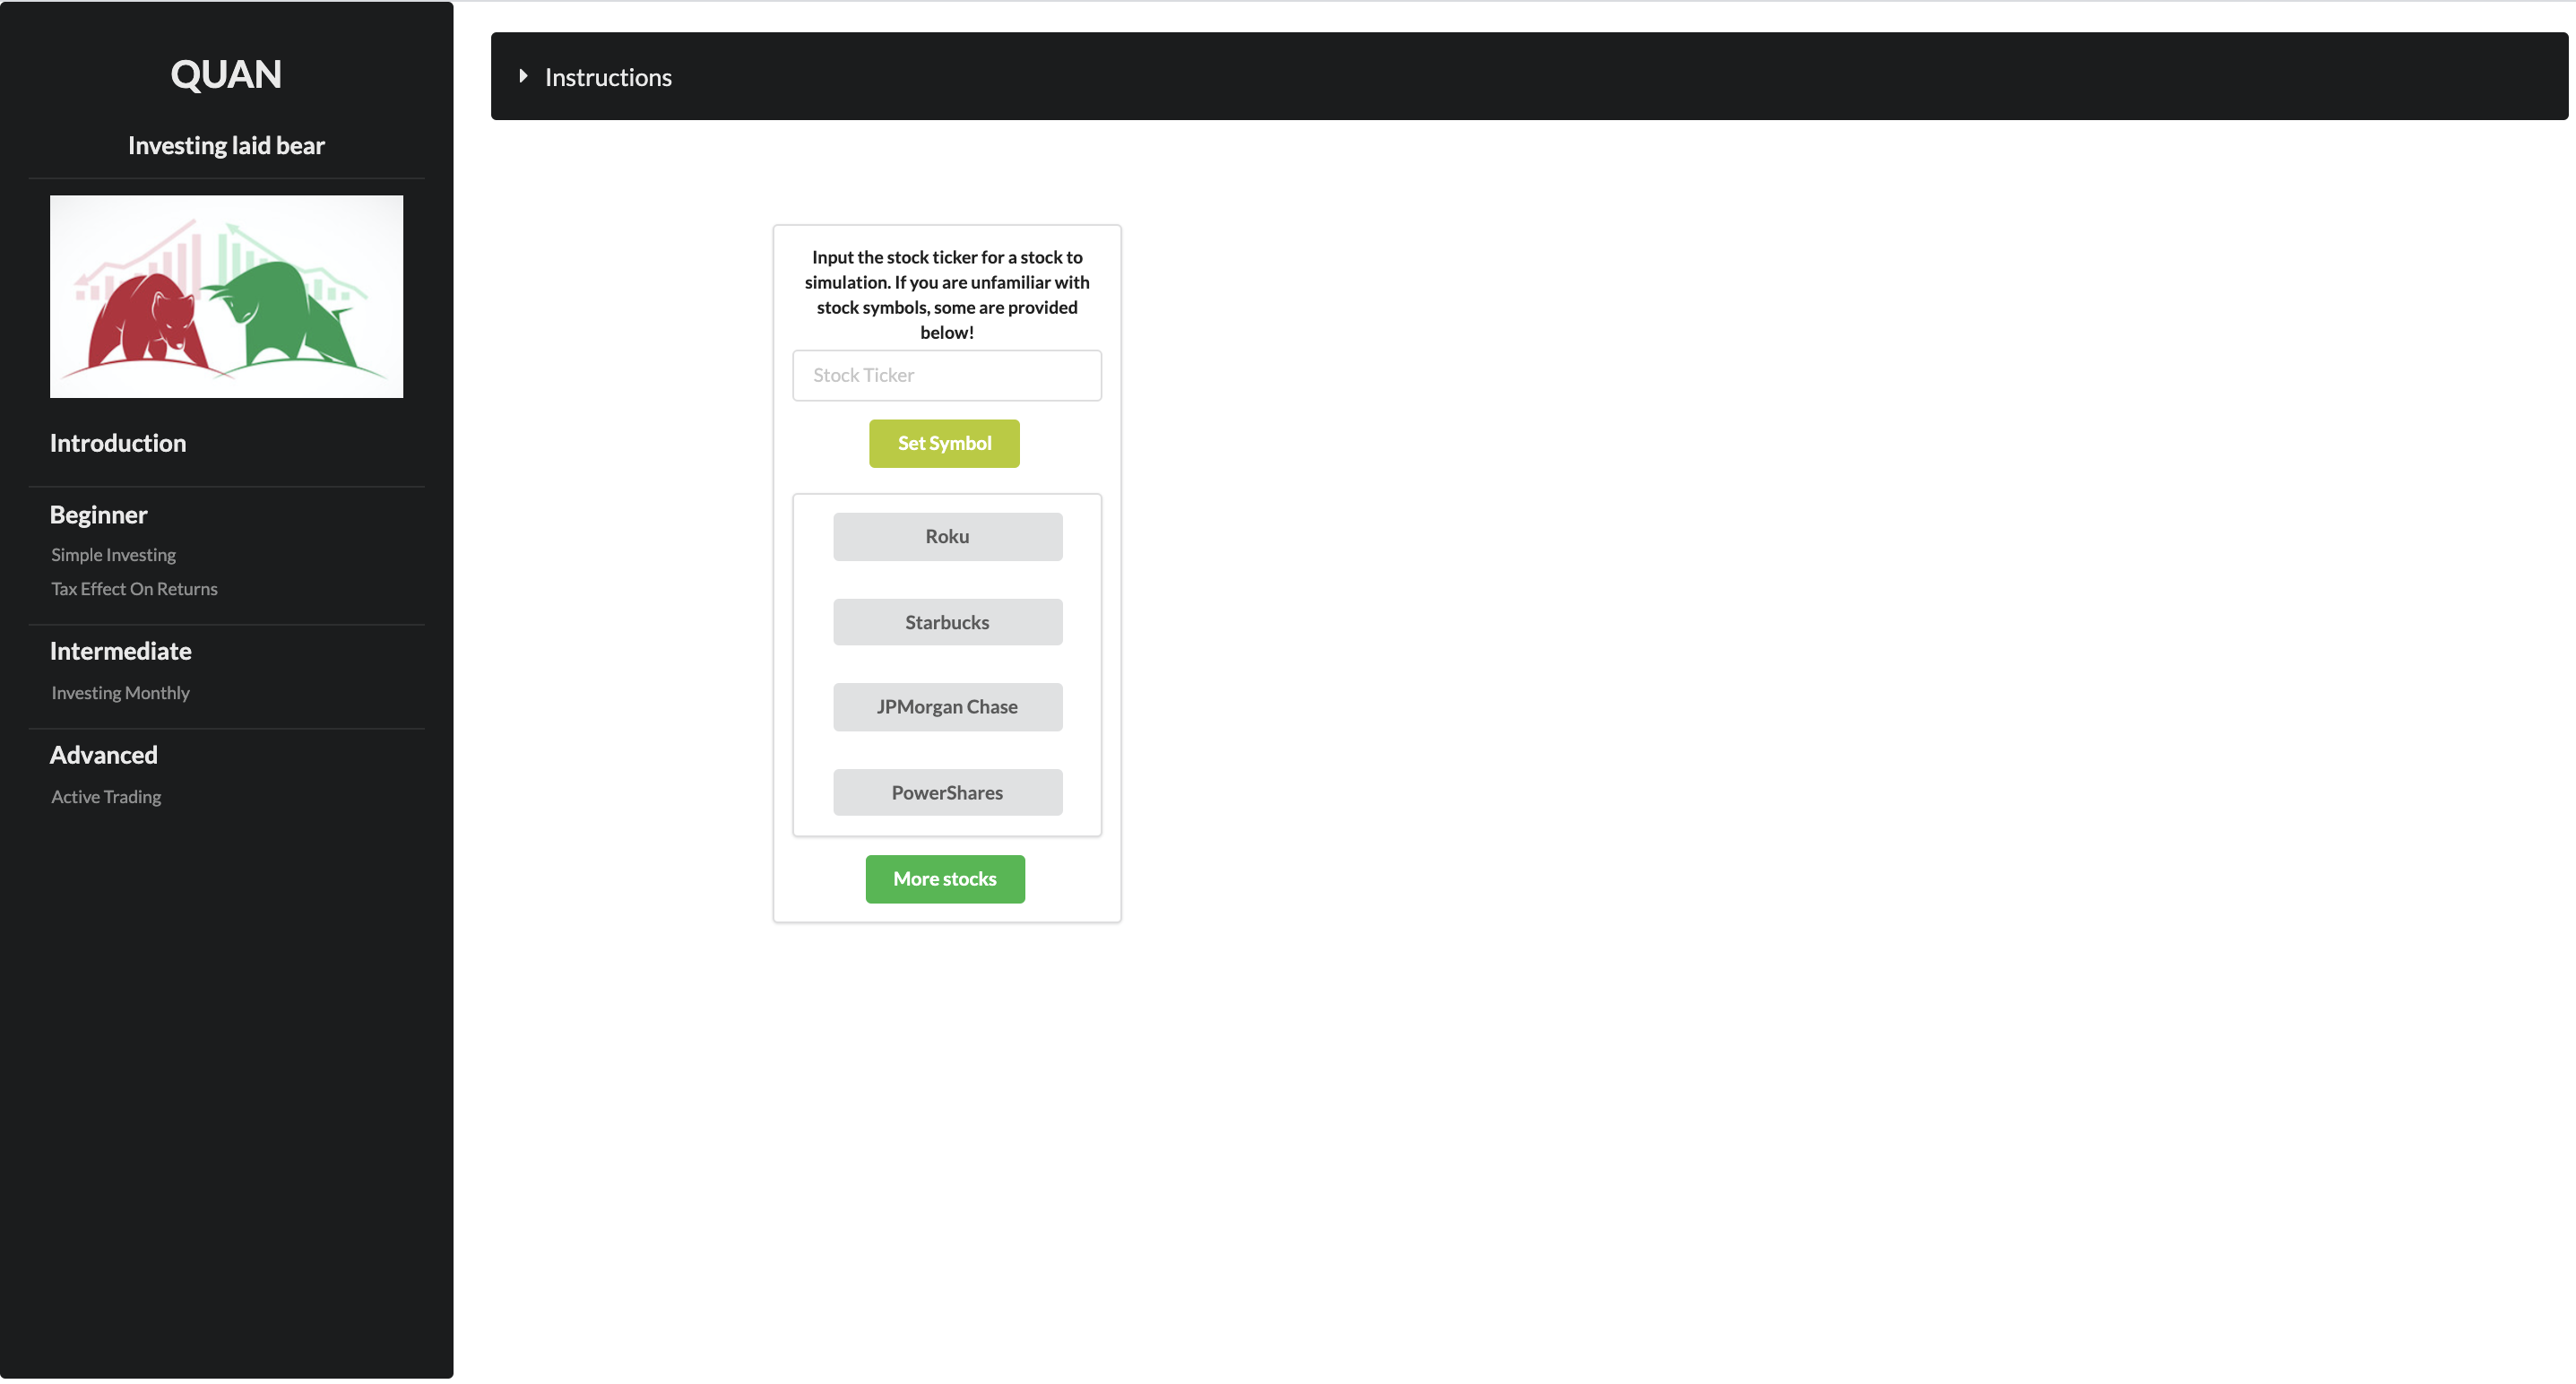 QUAN
Investing laid bear
Introduction
Beginner
Simple Investing
Tax Effect On Returns
Intermediate
Investing Monthly
Advanced
Active Trading
Instructions
Input the stock ticker for a stock to
simulation. If you are unfamiliar with
stock symbols, some are provided
below!
Stock Ticker
Set Symbol
Roku
Starbucks
JPMorgan Chase
PowerShares
More stocks